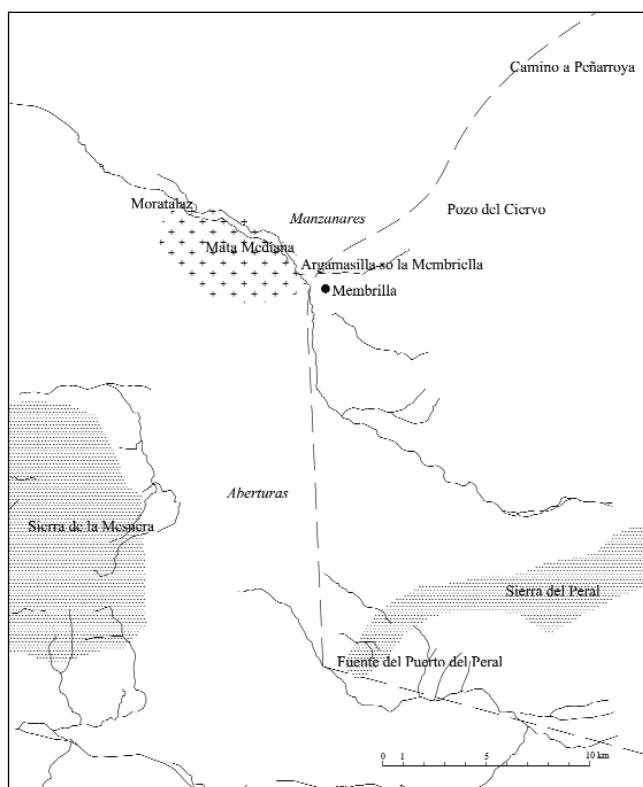 Camino a Peñarroya
Moratalaz
Manzanares
Pozo del Ciervo
Mata Mediana
Argamasilla so la Membriella
Membrilla
Aberturas
Sierra de la Mesnera
Sierra del Peral
Fuente del Puerto del Peral
0 1 5 10 km